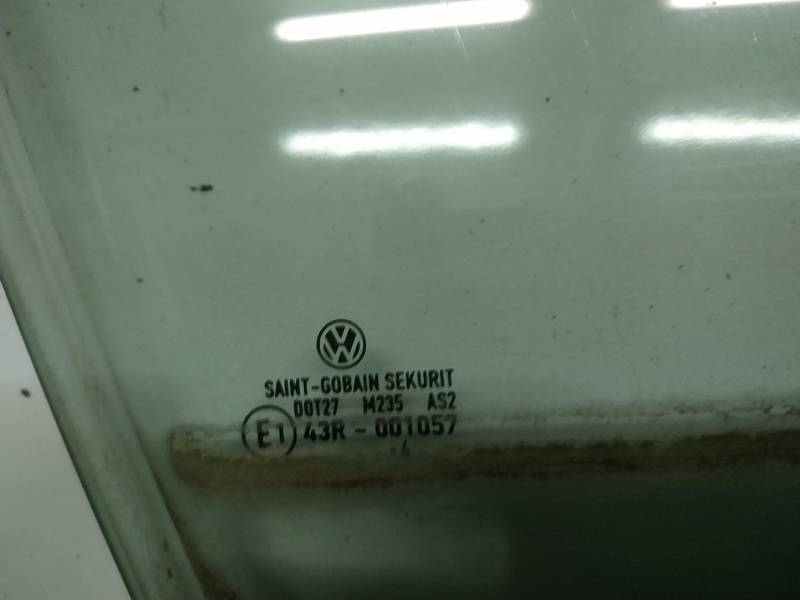 SAINT-GOBAIN SEKURIT
DOT27 M235 AS2
E1 43R - 001057